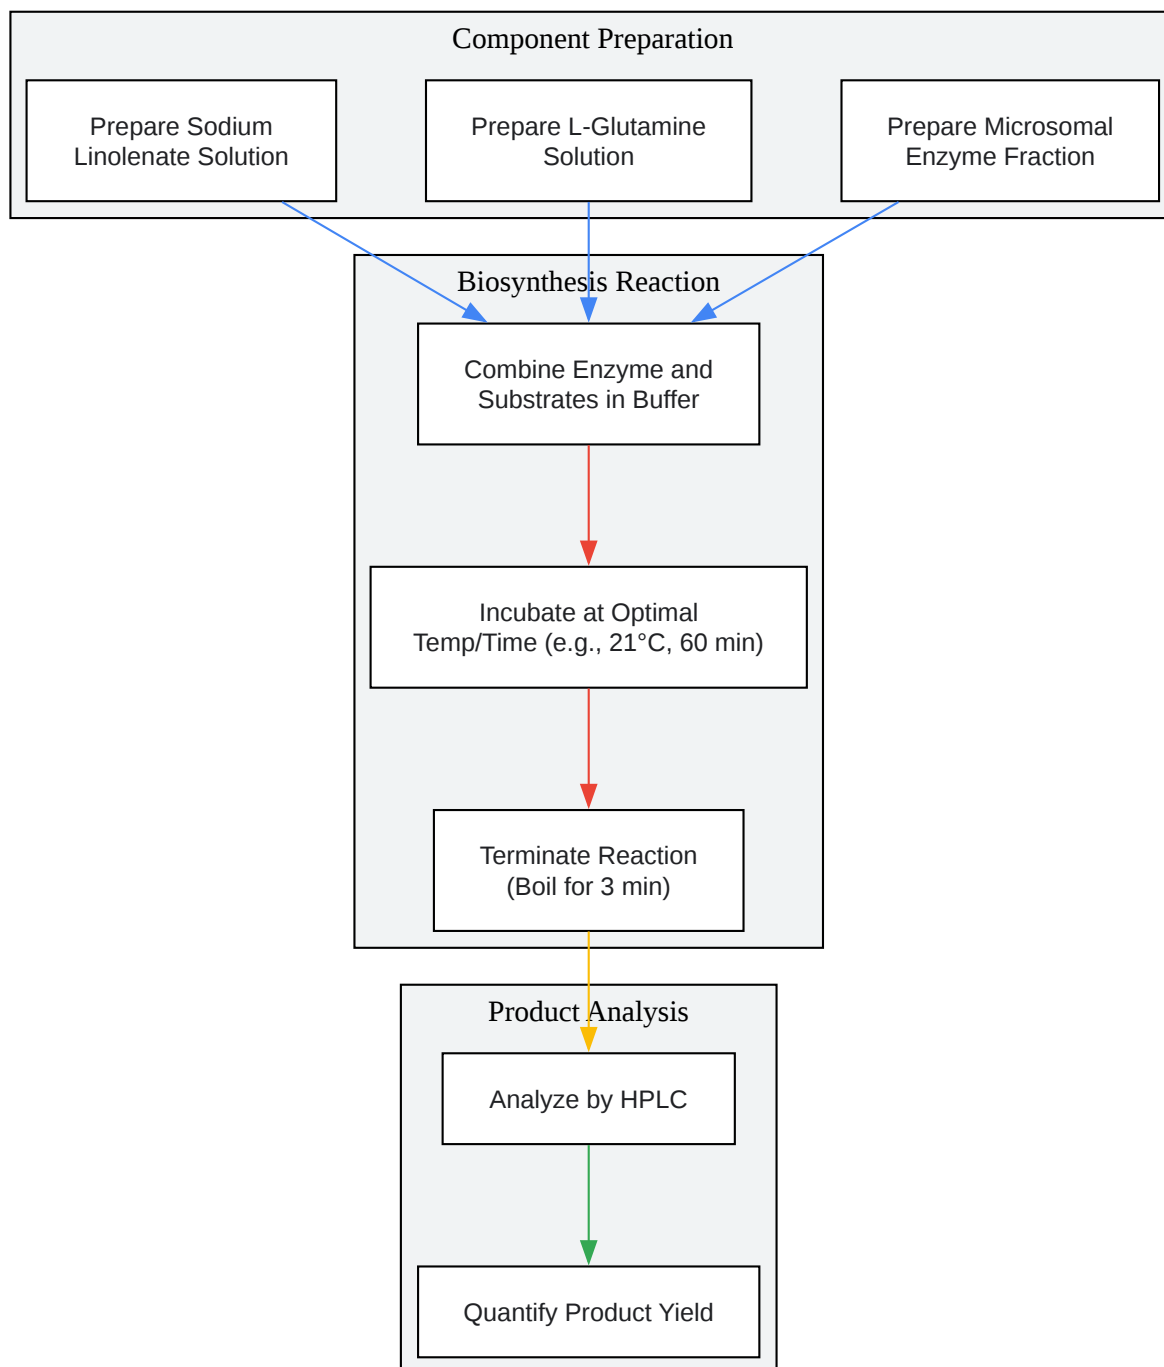 Component Preparation
Prepare Sodium
Linolenate Solution
Prepare L-Glutamine
Solution
Prepare Microsomal
Enzyme Fraction
Biosynthesis Reaction
Combine Enzyme and
Substrates in Buffer
Incubate at Optimal
Temp/Time (e.g., 21°C, 60 min)
Terminate Reaction
(Boil for 3 min)
Product Analysis
Analyze by HPLC
Quantify Product Yield